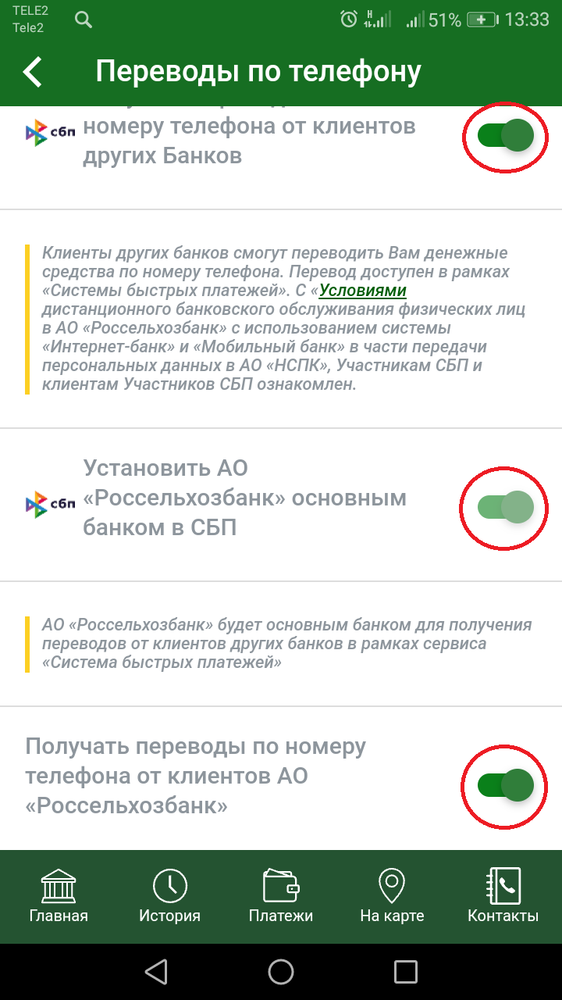 TELE2
Tele2
51%
13:33
Переводы по телефону
сбп
номеру телефона от клиентов
других Банков
Клиенты других банков смогут переводить Вам денежные
средства по номеру телефона. Перевод доступен в рамках
«Системы быстрых платежей». С «Условиями
дистанционного банковского обслуживания физических лиц
в АО «Россельхозбанк» с использованием системы
«Интернет-банк» и «Мобильный банк» в части передачи
персональных данных в АО «НСПК», Участникам СБП и
клиентам Участников СБП ознакомлен.
Установить АО
сбп
«Россельхозбанк» основным
банком в СБП
АО «Россельхозбанк» будет основным банком для получения
переводов от клиентов других банков в рамках сервиса
«Система быстрых платежей»
Получать переводы по номеру
телефона от клиентов АО
«Россельхозбанк»
Главная
История
Платежи
На карте
Контакты